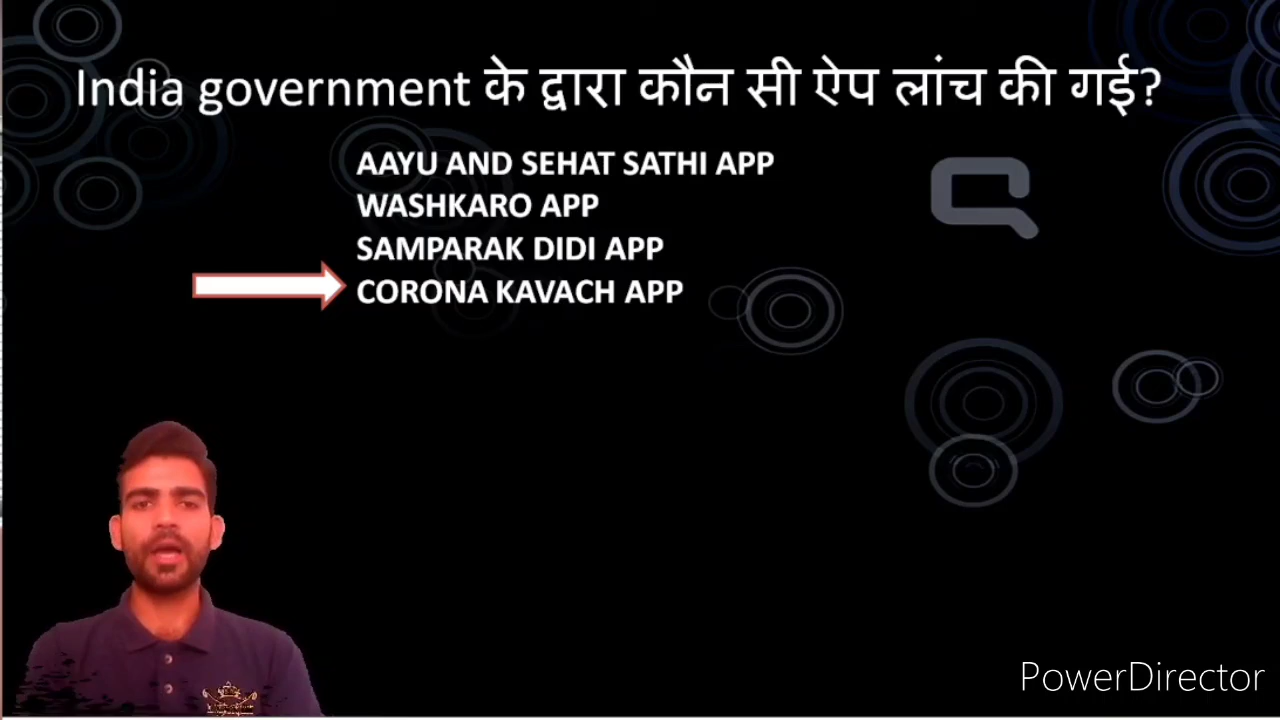 India government के द्वारा कौन सी ऐप लांच की गई?
AAYU AND SEHAT SATHI APP
WASHKARO APP
SAMPARAK DIDI APP
CORONA KAVACH APP
PowerDirector